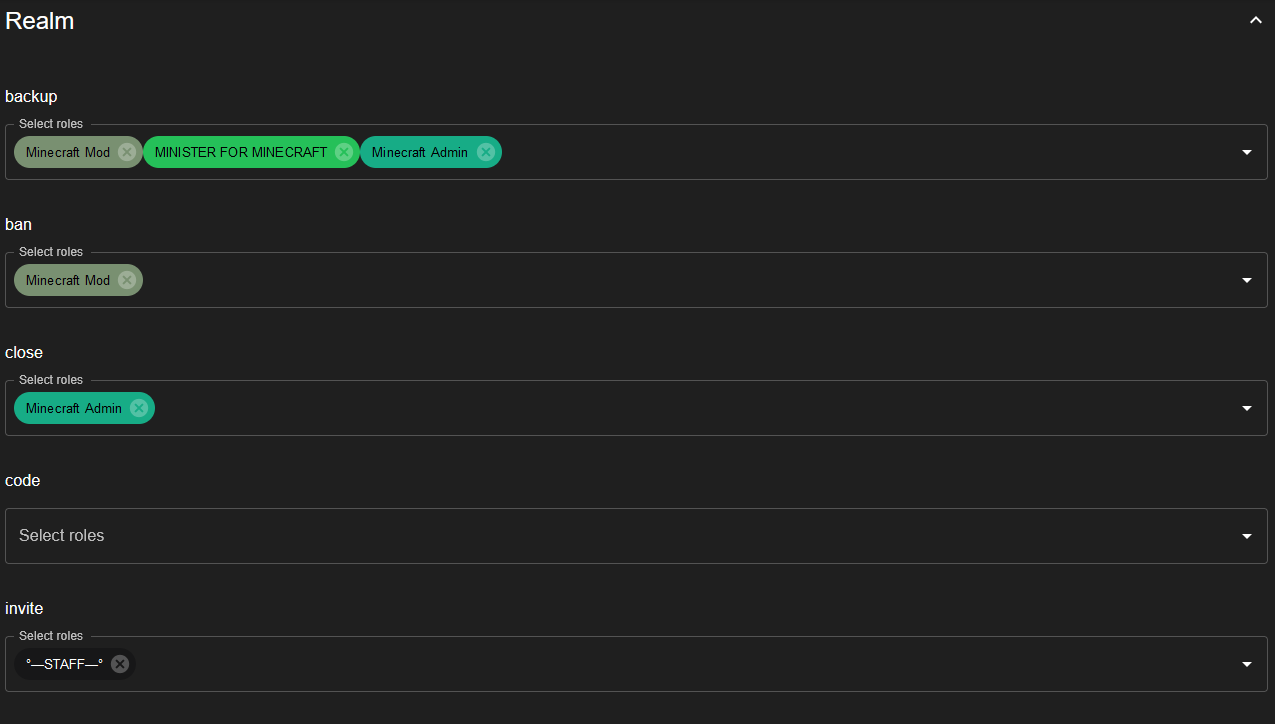 Realm
backup
Select roles
Minecraft Mod MINISTER FOR MINECRAFT Minecraft Admin
ban
Select roles
Minecraft Mod
close
Select roles
Minecraft Admin
code
Select roles
invite
Select roles
°—STAFF—°